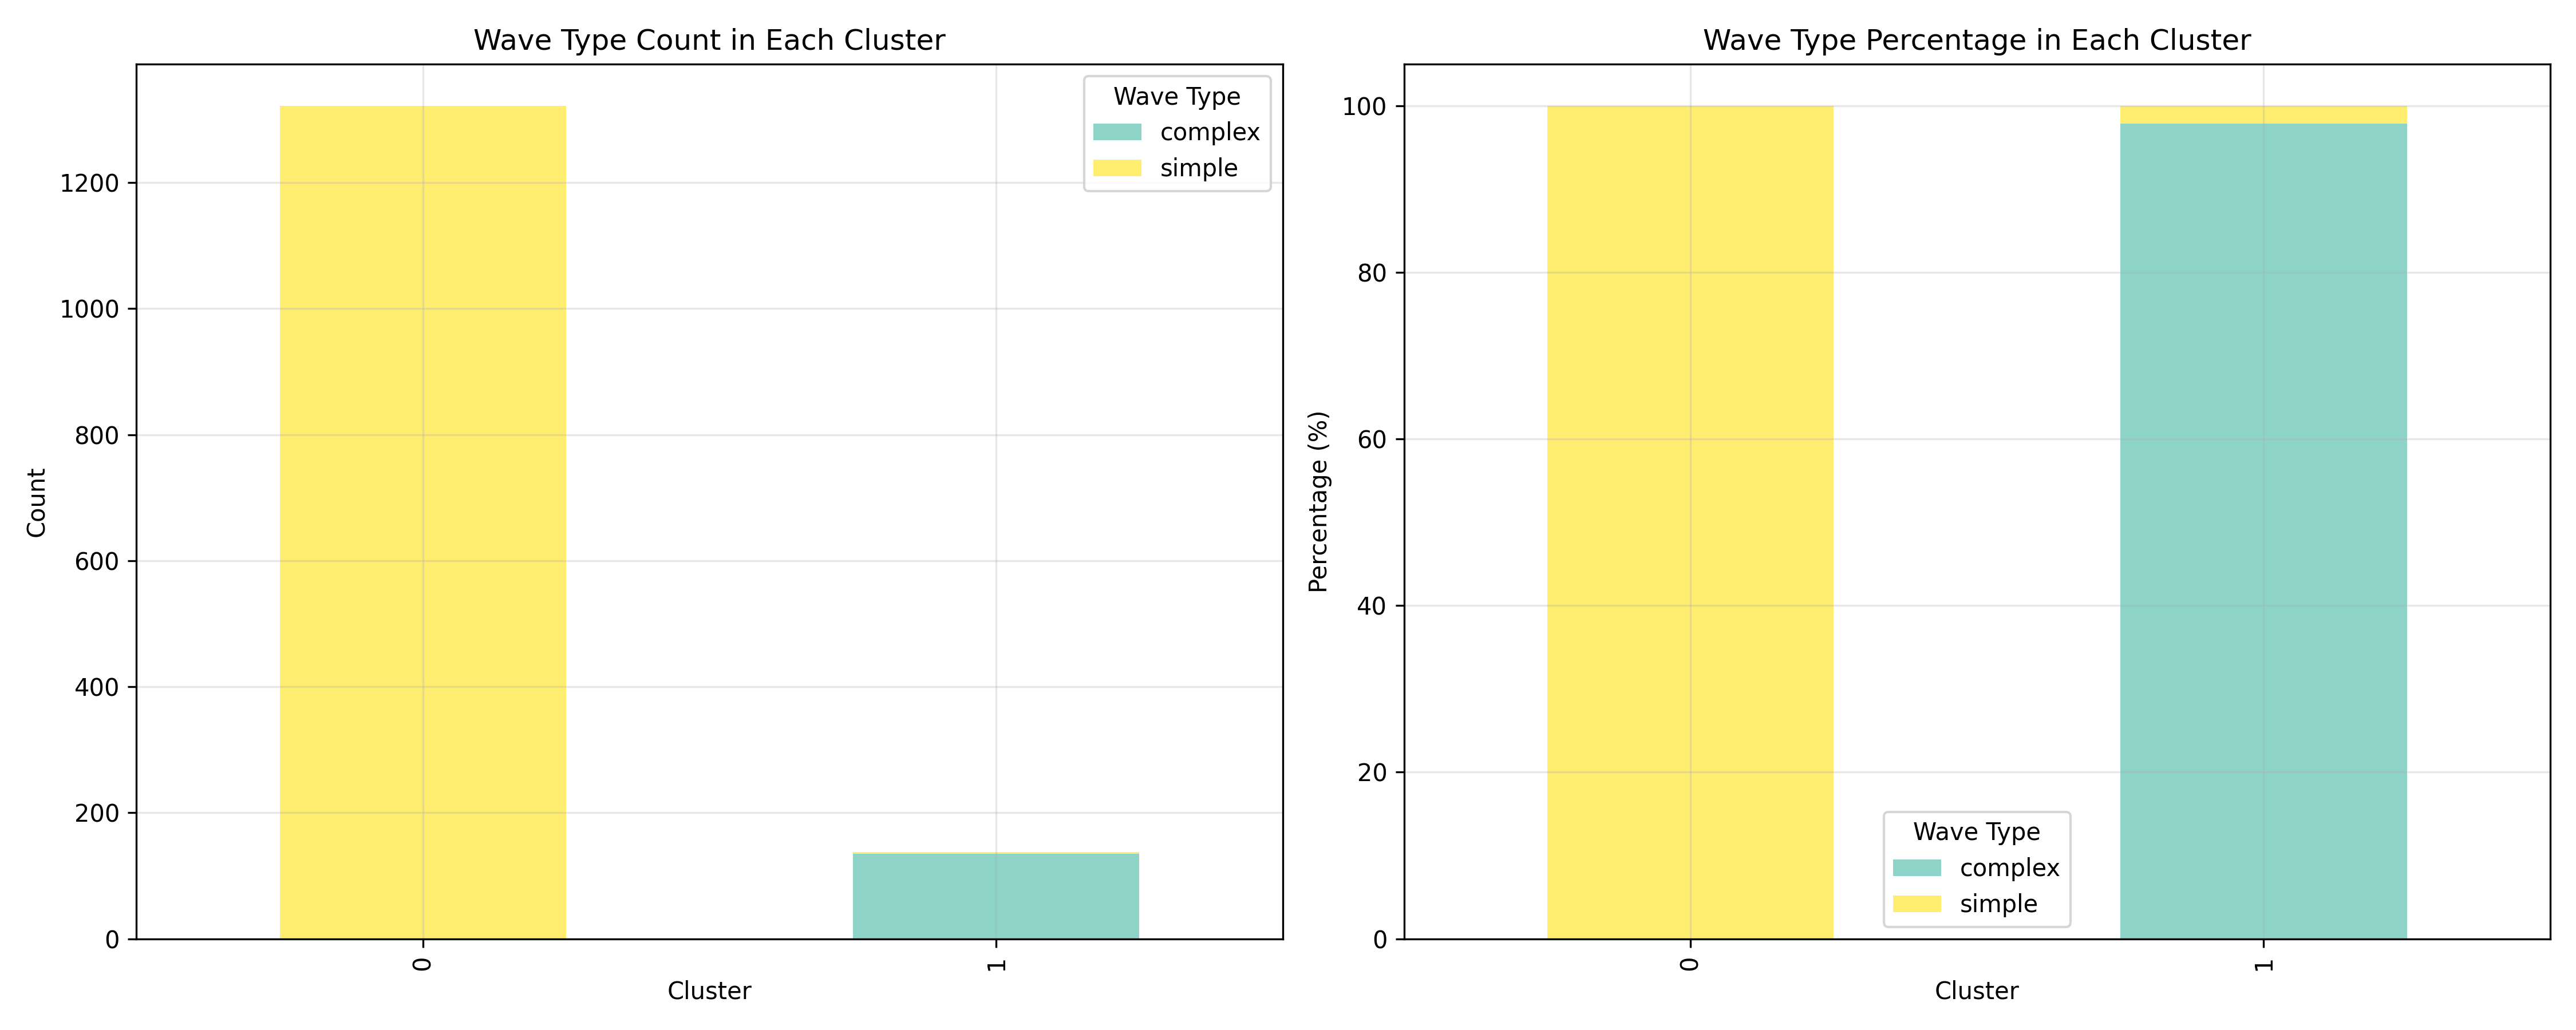 Wave Type Count in Each Cluster
Wave Type
complex
simple
1200
1000
800
600
400
200
0
Count
0
1
Cluster
Wave Type Percentage in Each Cluster
100
80
60
40
20
0
Percentage (%)
Wave Type
complex
simple
0
1
Cluster